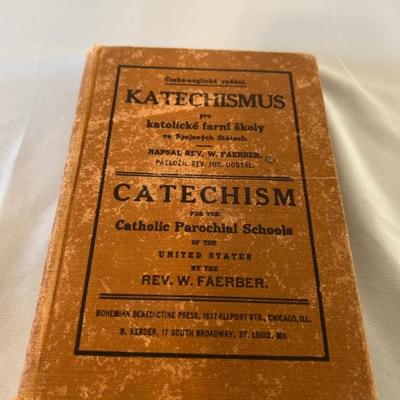 Česko-anglické vydání.
KATECHISMUS
pro
katolické farní školy
ve Spojených Státech.
NAPSAL REV. W. FAERBER.
PŘELOŽIL REV. JOS. DOSTÁL.
CATECHISM
FOR THE
Catholic Parochial Schools
OF THE
UNITED STATES
BY THE
REV. W. FAERBER.
BOHEMIAN BENEDICTINE PRESS, 1637 ALLPORT STR., CHICAGO, ILL.
B. HERDER, 17 SOUTH BROADWAY, ST. LOUIS, MO.